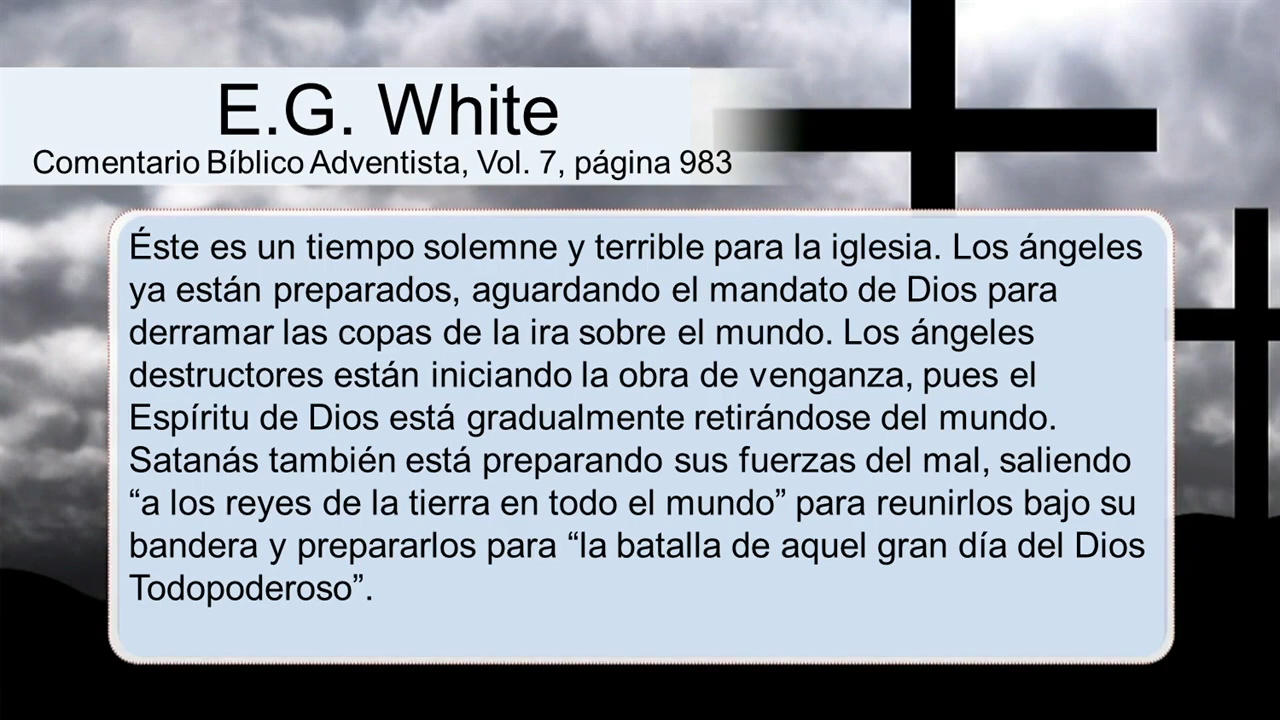 E.G. White
Comentario Bíblico Adventista, Vol. 7, página 983
Éste es un tiempo solemne y terrible para la iglesia. Los ángeles
ya están preparados, aguardando el mandato de Dios para
derramar las copas de la ira sobre el mundo. Los ángeles
destructores están iniciando la obra de venganza, pues el
Espíritu de Dios está gradualmente retirándose del mundo.
Satanás también está preparando sus fuerzas del mal, saliendo
“a los reyes de la tierra en todo el mundo” para reunirlos bajo su
bandera y prepararlos para “la batalla de aquel gran día del Dios
Todopoderoso”.